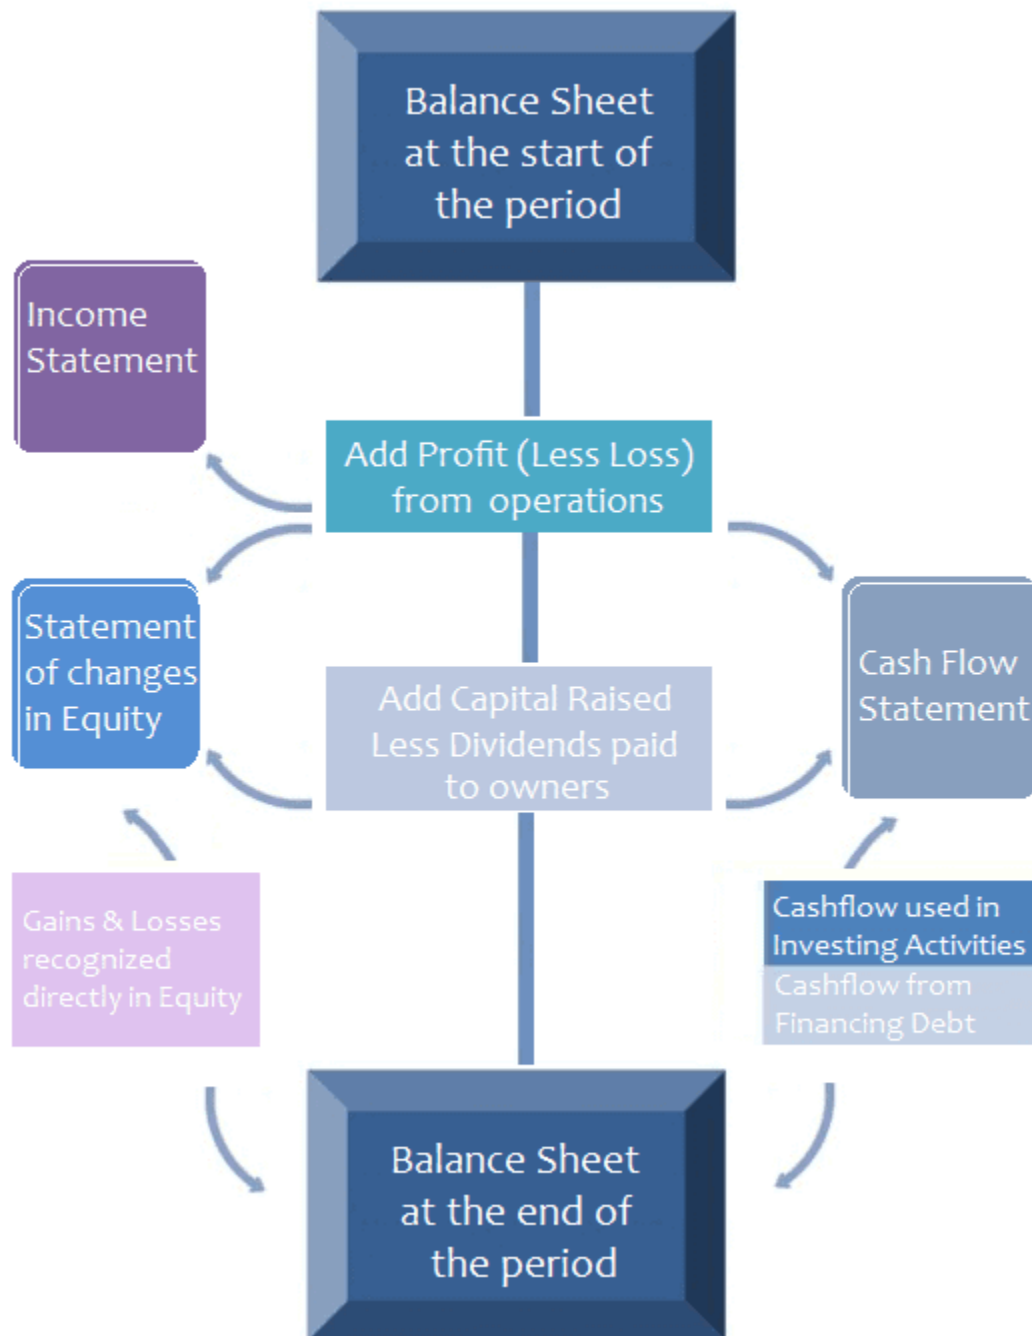 Balance Sheet
at the start of
the period
Income
Statement
Add Profit (Less Loss)
from operations
Statement
of changes
in Equity
Cash Flow
Statement
Add Capital Raised
Less Dividends paid
to owners
Gains & Losses
recognized
directly in Equity
Cashflow used in
Investing Activities
Cashflow from
Financing Debt
Balance Sheet
at the end of
the period